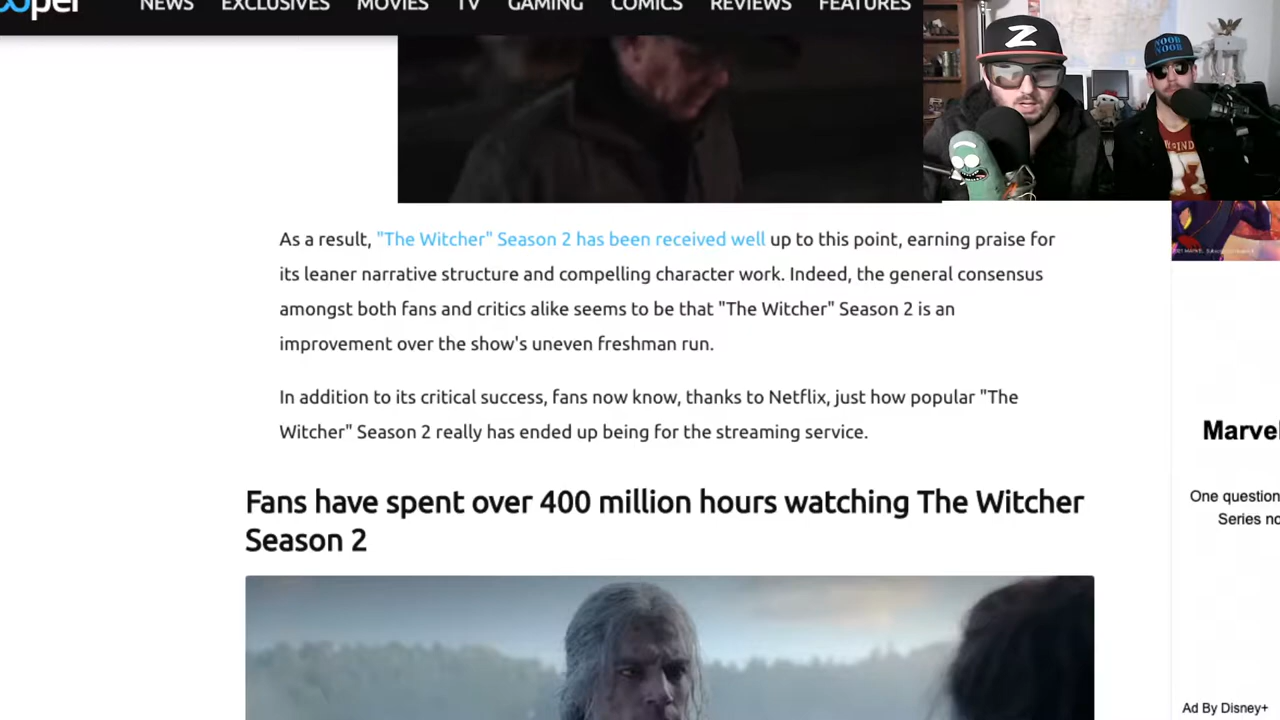 ooper NEWS EXCLUSIVES MOVIES TV GAMING COMICS REVIEWS FEATURES
Z
NOOR
NOOR
As a result, "The Witcher" Season 2 has been received well up to this point, earning praise for
its leaner narrative structure and compelling character work. Indeed, the general consensus
amongst both fans and critics alike seems to be that "The Witcher" Season 2 is an
improvement over the show's uneven freshman run.
In addition to its critical success, fans now know, thanks to Netflix, just how popular "The
Witcher" Season 2 really has ended up being for the streaming service.
Fans have spent over 400 million hours watching The Witcher
Season 2
Marve
One question
Series no
Ad By Disney+